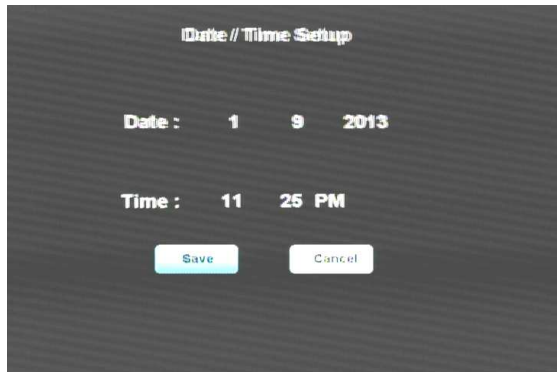 Date / Time Setup
Date : 1 9 2013
Time : 11 25 PM
Save Cancel